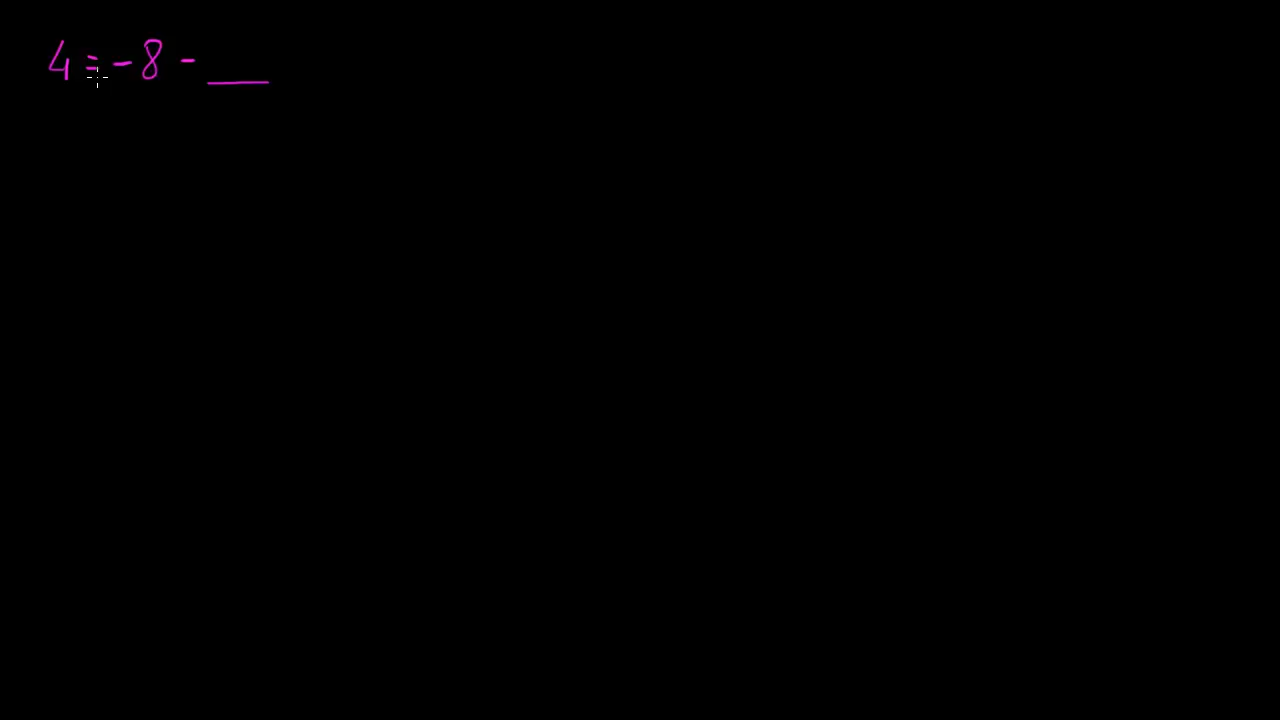 4 = -8 - ___